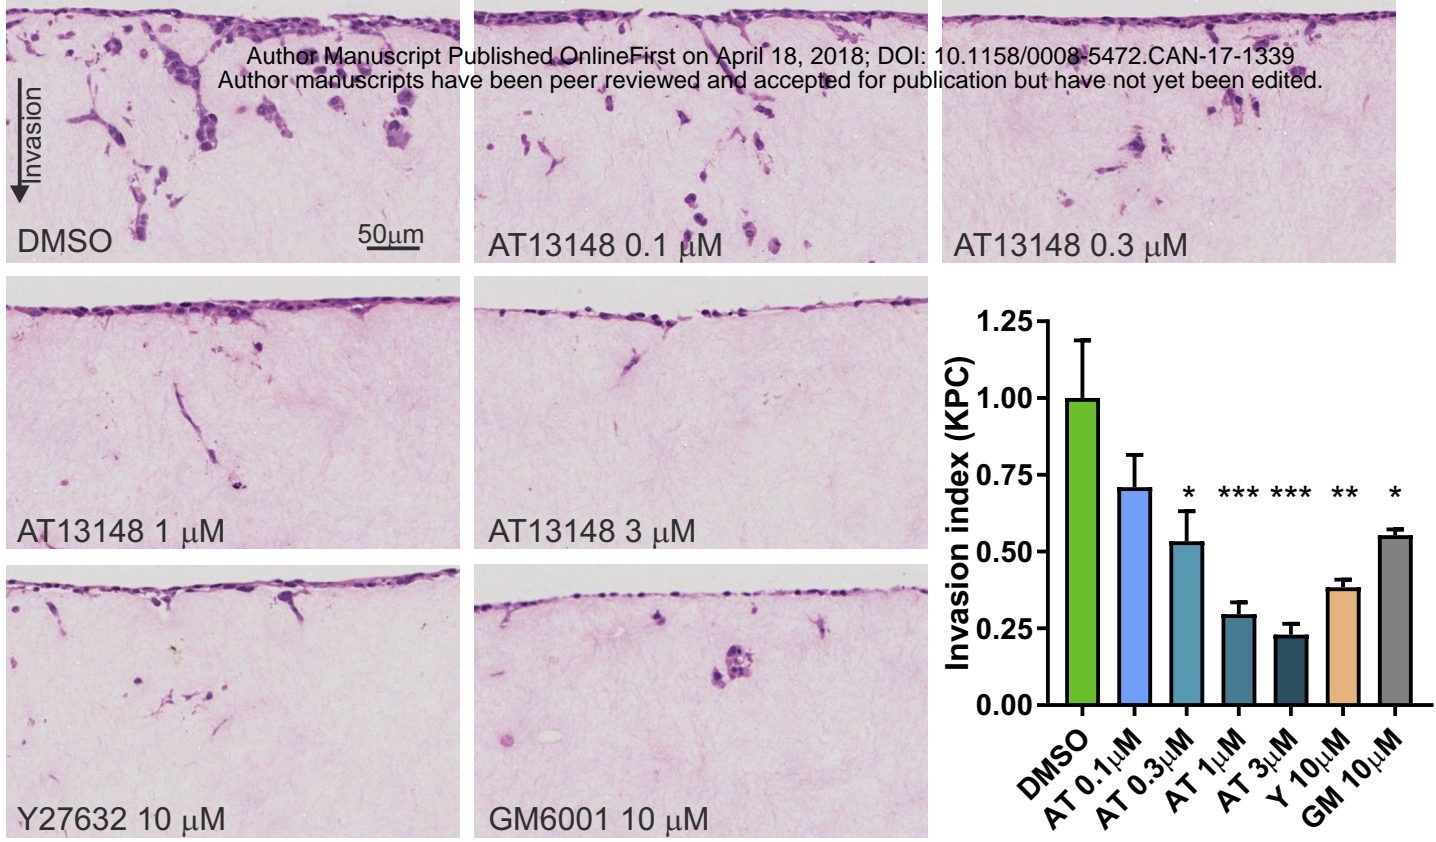 Author Manuscript Published OnlineFirst on April 18, 2018; DOI: 10.1158/0008-5472.CAN-17-1339
Author manuscripts have been peer reviewed and accepted for publication but have not yet been edited.
Invasion
DMSO
50μm
AT13148 0.1 μM
AT13148 0.3 μM
AT13148 1 μM
AT13148 3 μM
Y27632 10 μM
GM6001 10 μM
Invasion index (KPC)
1.25
1.00
0.75
0.50
0.25
0.00
* *** *** ** *
DMSO
AT 0.1μM
AT 0.3μM
AT 1μM
AT 3μM
Y 10μM
GM 10μM